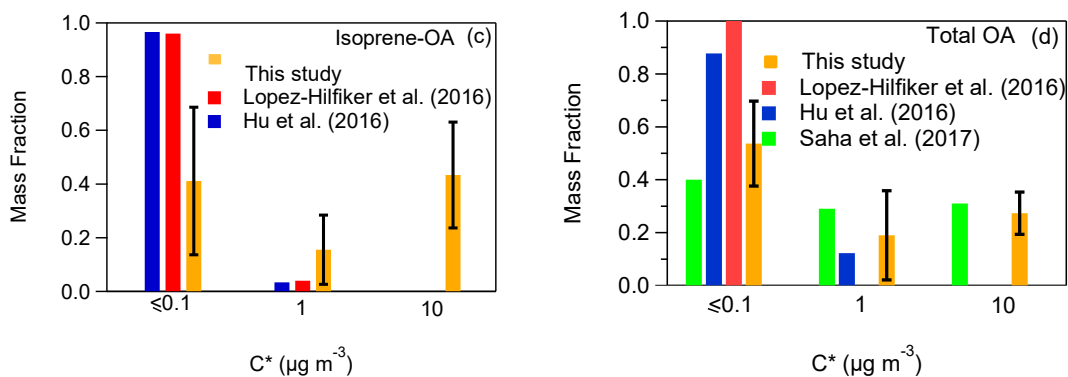 Isoprene-OA (c)
This study
Lopez-Hilfiker et al. (2016)
Hu et al. (2016)
Mass Fraction
1.0
0.8
0.6
0.4
0.2
0.0
⩽0.1
1
10
C* (µg m⁻³)
Total OA (d)
This study
Lopez-Hilfiker et al. (2016)
Hu et al. (2016)
Saha et al. (2017)
Mass Fraction
1.0
0.8
0.6
0.4
0.2
0.0
⩽0.1
1
10
C* (µg m⁻³)